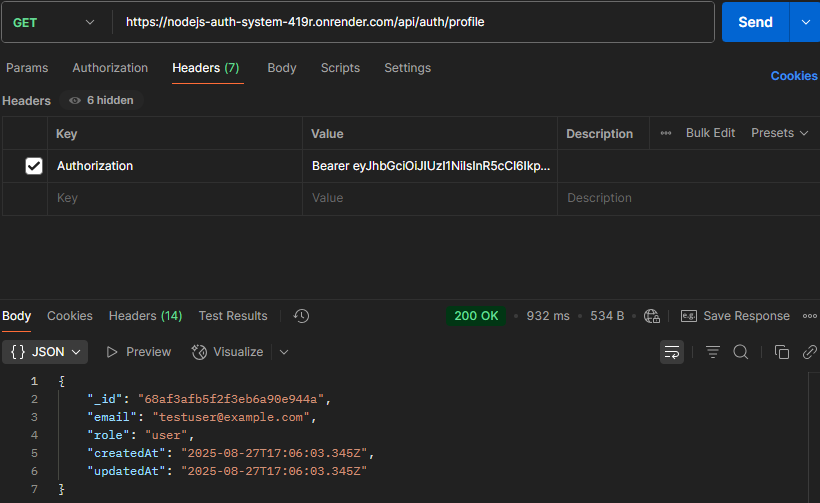 GET https://nodejs-auth-system-419r.onrender.com/api/auth/profile Send
Params Authorization Headers (7) Body Scripts Settings Cookies
Headers 6 hidden
Key Value Description Bulk Edit Presets
Authorization Bearer eyJhbGciOiJIUzI1NiIsInR5cCI6Ikp...
Key Value Description
Body Cookies Headers (14) Test Results 200 OK 932 ms 534 B e.g. Save Response
{} JSON Preview Visualize
1 {
2 "_id": "68af3afb5f2f3eb6a90e944a",
3 "email": "testuser@example.com",
4 "role": "user",
5 "createdAt": "2025-08-27T17:06:03.345Z",
6 "updatedAt": "2025-08-27T17:06:03.345Z"
7 }